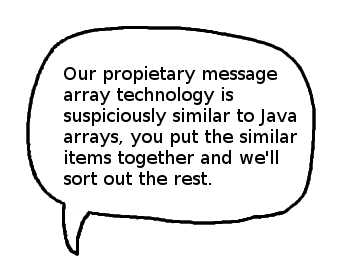 Our propietary message
array technology is
suspiciously similar to Java
arrays, you put the similar
items together and we'll
sort out the rest.